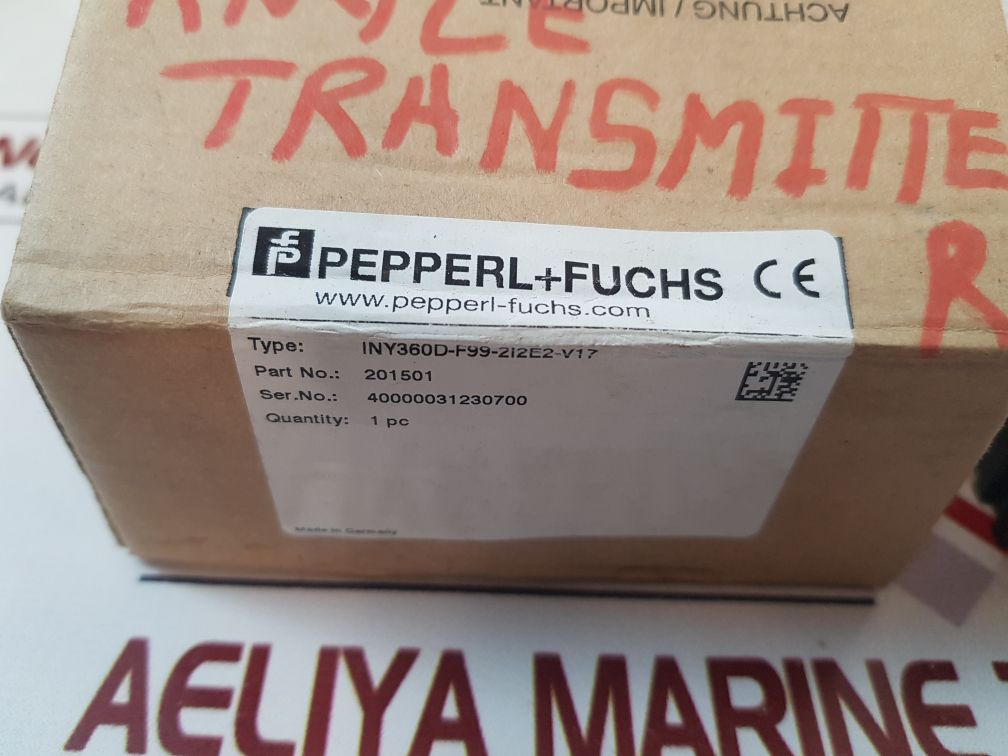 ACHTUNG / IMPORTANT
ANGLE
TRANSMITTE
R
PEPPERL+FUCHS CE
www.pepperl-fuchs.com
Type: INY360D-F99-2I2E2-V17
Part No.: 201501
Ser.No.: 40000031230700
Quantity: 1 pc
Made in Germany
AELIYA MARINE